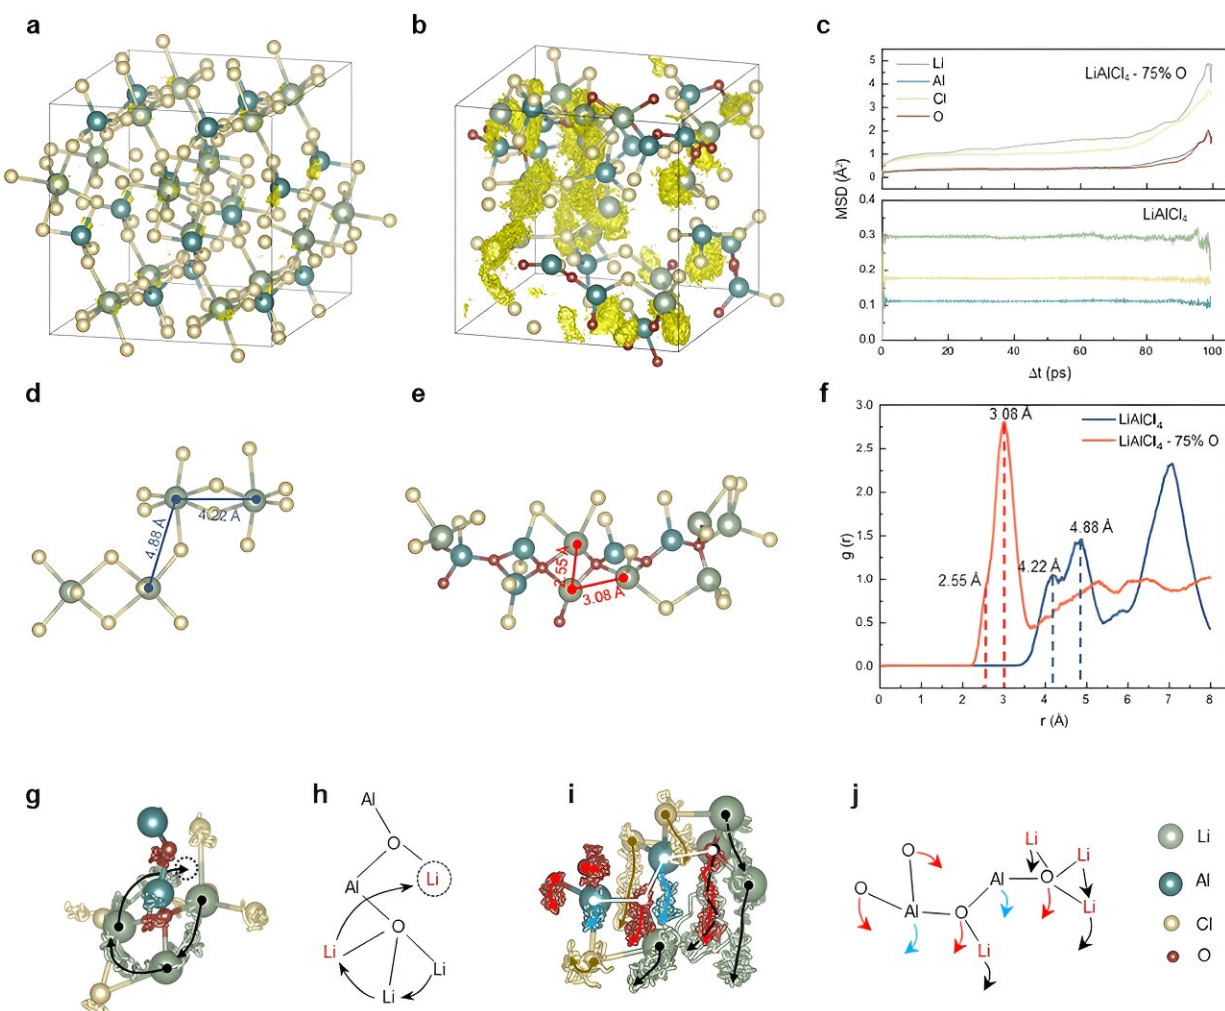 a
b
c
5
4
3
2
1
0
Li
Al
Cl
O
LiAlCl₄ - 75% O
MSD (Å²)
0.4
0.3
0.2
0.1
LiAlCl₄
0 20 40 60 80 100
Δt (ps)
d
4.22 Å
4.88 Å
e
2.55 Å
3.08 Å
f
3.0
2.5
2.0
1.5
1.0
0.5
0.0
g (r)
3.08 Å
LiAlCl₄
LiAlCl₄ - 75% O
4.88 Å
4.22 Å
2.55 Å
0 1 2 3 4 5 6 7 8
r (Å)
g
h
Al
O
Li
Al
O
Li
Li
Li
i
j
O
Li
Li
Al
O
O
Al
O
Li
Li
Li
Al
Cl
O